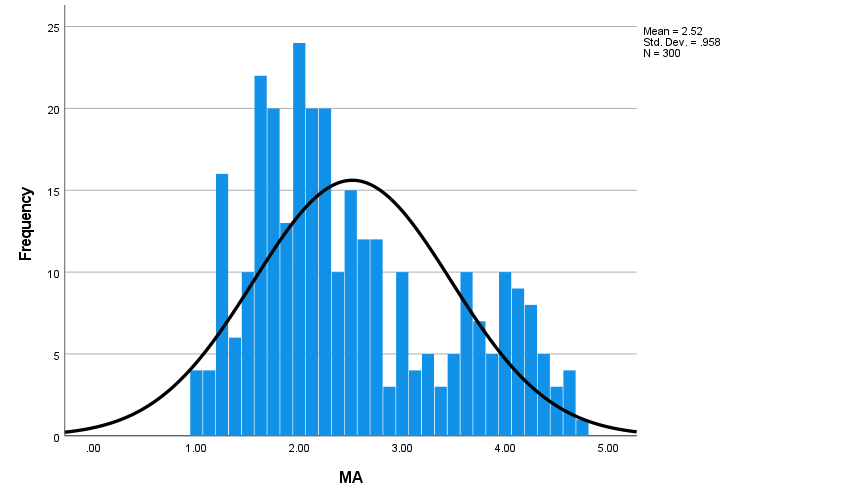 Mean = 2.52
Std. Dev. = .958
N = 300
25
20
15
10
5
0
Frequency
.00
1.00
2.00
3.00
4.00
5.00
MA